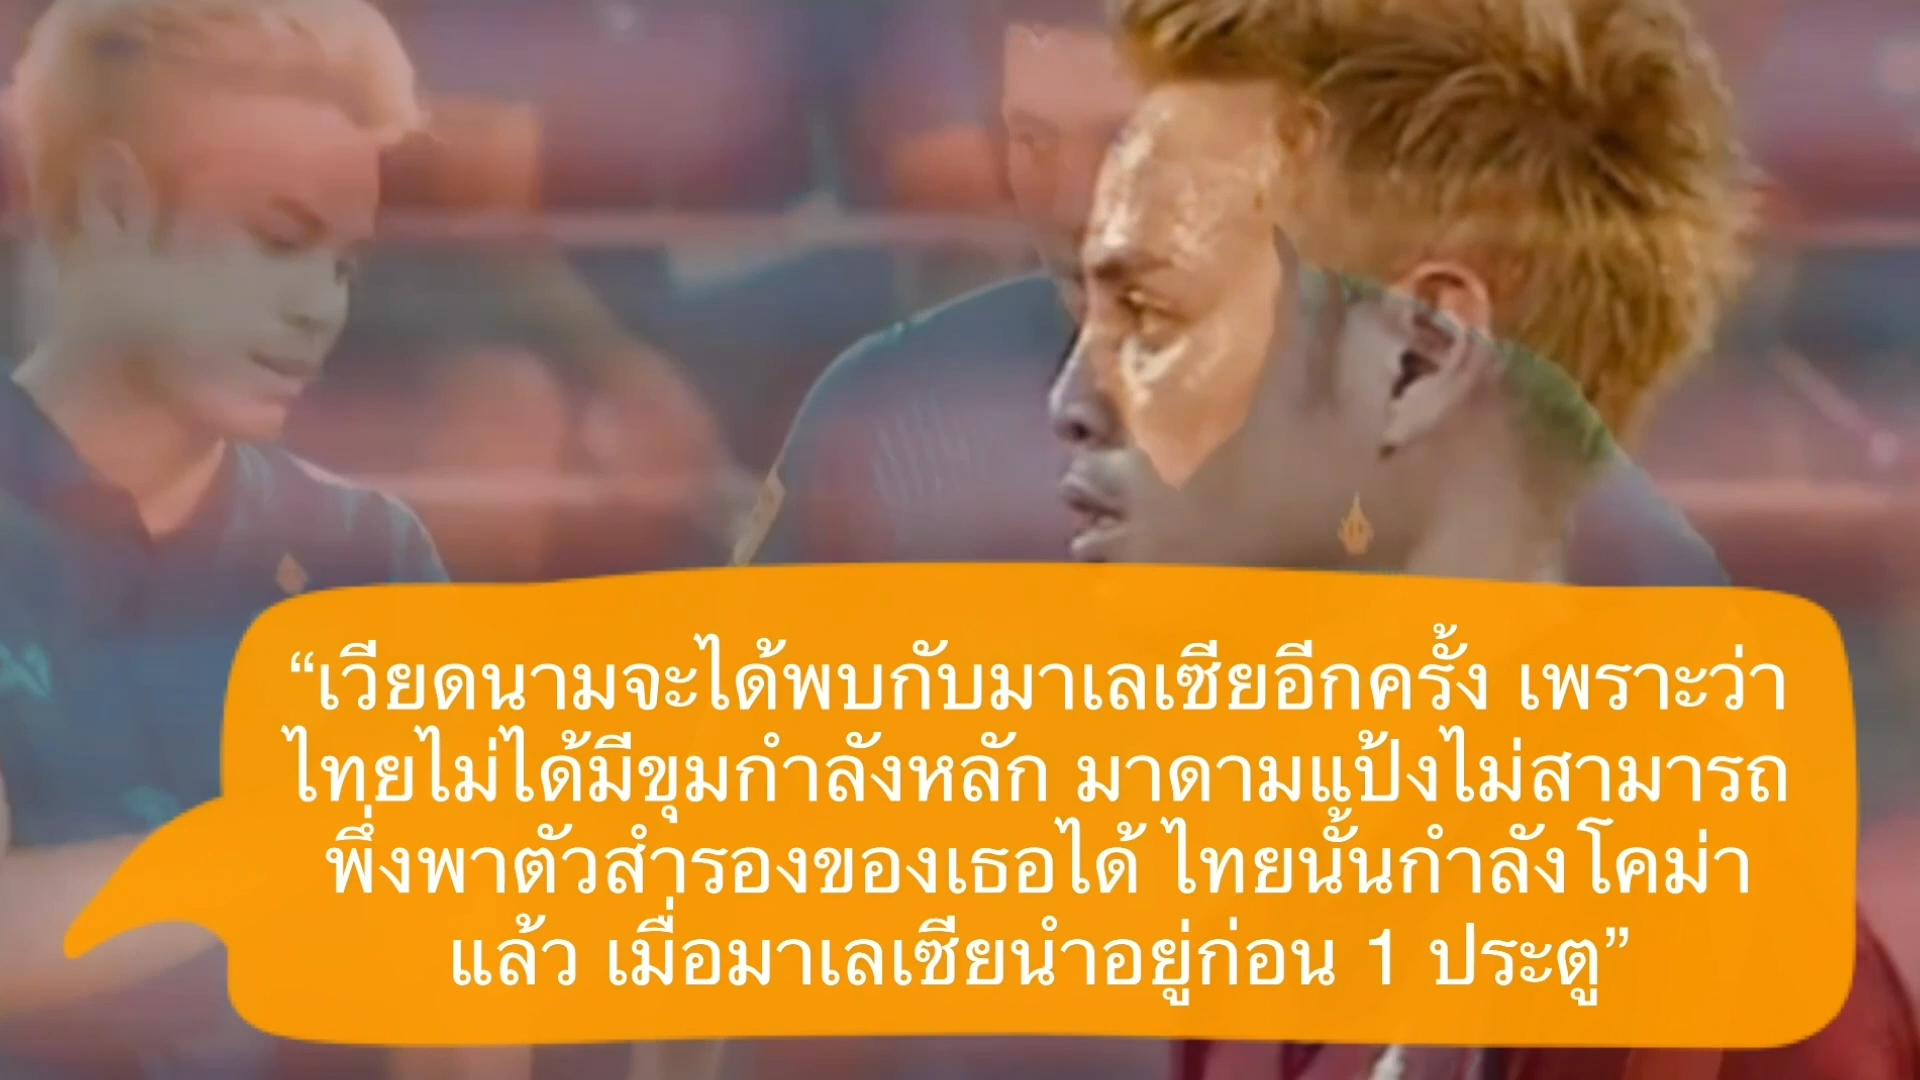 “เวียดนามจะได้พบกับมาเลเซียอีกครั้ง เพราะว่า
ไทยไม่ได้มีขุมกำลังหลัก มาดามแป้งไม่สามารถ
พึ่งพาตัวสำรองของเธอได้ ไทยนั้นกำลังโคม่า
แล้ว เมื่อมาเลเซียนำอยู่ก่อน 1 ประตู”